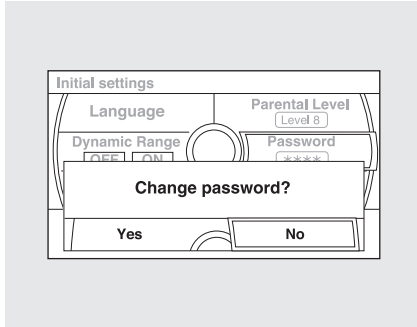 Initial settings
Language
Parental Level
Level 8
Dynamic Range
Password
OFF ON
****
Change password?
Yes
No